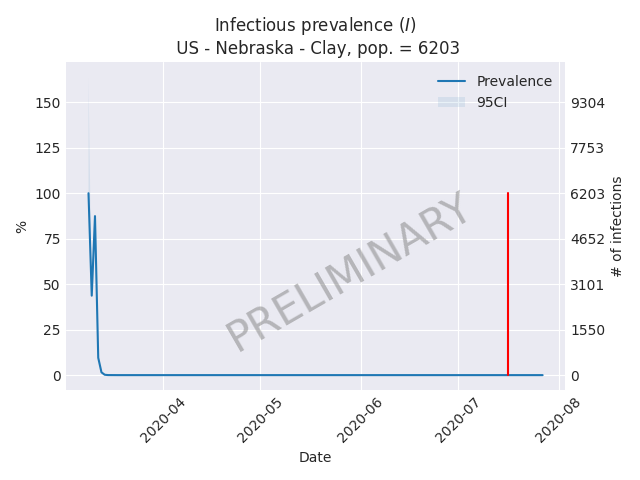 Infectious prevalence (I)
US - Nebraska - Clay, pop. = 6203
Prevalence
95CI
150
125
100
75
50
25
0
%
9304
7753
6203
4652
3101
1550
0
# of infections
PRELIMINARY
2020-04
2020-05
2020-06
2020-07
2020-08
Date